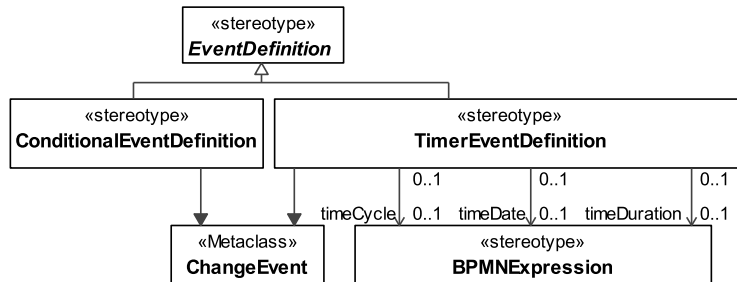 «stereotype»
EventDefinition
«stereotype»
ConditionalEventDefinition
«stereotype»
TimerEventDefinition
0..1
0..1
0..1
timeCycle
0..1
timeDate
0..1
timeDuration
0..1
«Metaclass»
ChangeEvent
«stereotype»
BPMNExpression